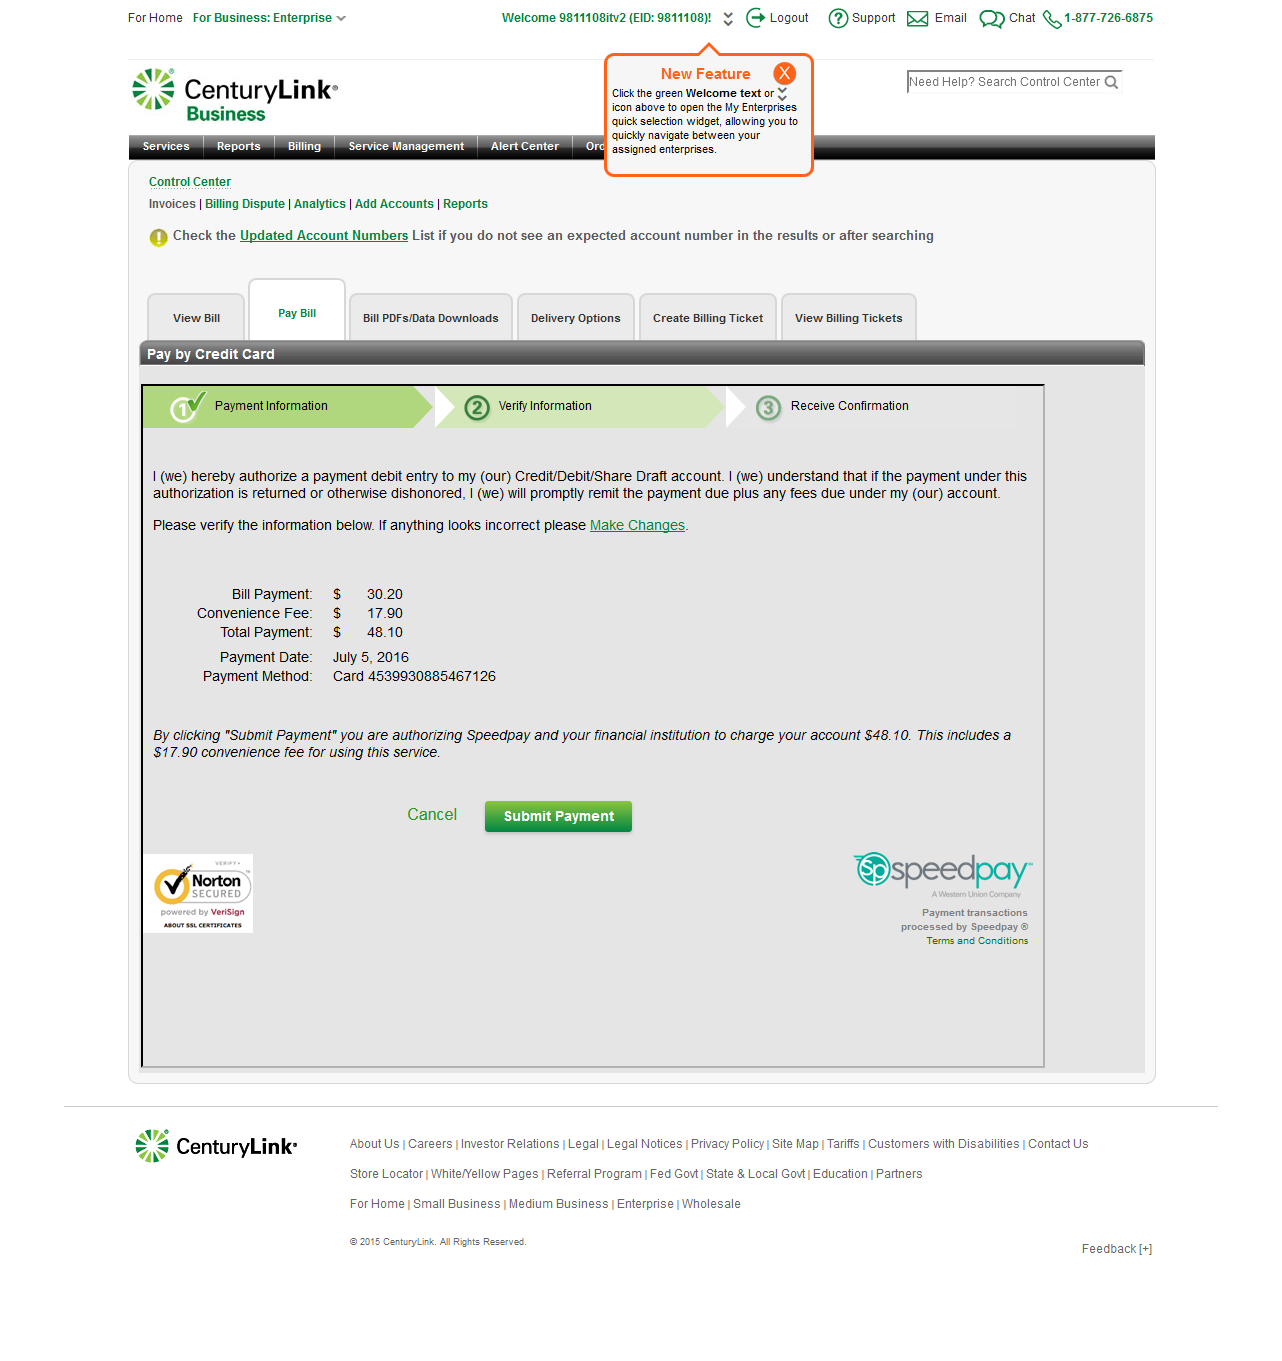 For Home For Business: Enterprise Welcome 9811108itv2 (EID: 9811108)! Logout Support Email Chat 1-877-726-6875
New Feature X
Click the green Welcome text or
icon above to open the My Enterprises
quick selection widget, allowing you to
quickly navigate between your
assigned enterprises.
CenturyLink®
Business
Need Help? Search Control Center
Services Reports Billing Service Management Alert Center Ord
Control Center
Invoices | Billing Dispute | Analytics | Add Accounts | Reports
Check the Updated Account Numbers List if you do not see an expected account number in the results or after searching
View Bill Pay Bill Bill PDFs/Data Downloads Delivery Options Create Billing Ticket View Billing Tickets
Pay by Credit Card
1 Payment Information 2 Verify Information 3 Receive Confirmation
I (we) hereby authorize a payment debit entry to my (our) Credit/Debit/Share Draft account. I (we) understand that if the payment under this
authorization is returned or otherwise dishonored, I (we) will promptly remit the payment due plus any fees due under my (our) account.
Please verify the information below. If anything looks incorrect please Make Changes.
Bill Payment: $ 30.20
Convenience Fee: $ 17.90
Total Payment: $ 48.10
Payment Date: July 5, 2016
Payment Method: Card 4539930885467126
By clicking "Submit Payment" you are authorizing Speedpay and your financial institution to charge your account $48.10. This includes a
$17.90 convenience fee for using this service.
Cancel Submit Payment
VERIFY
Norton
SECURED
powered by VeriSign
ABOUT SSL CERTIFICATES
sp speedpay™
A Western Union Company
Payment transactions
processed by Speedpay ®
Terms and Conditions
CenturyLink®
About Us | Careers | Investor Relations | Legal | Legal Notices | Privacy Policy | Site Map | Tariffs | Customers with Disabilities | Contact Us
Store Locator | White/Yellow Pages | Referral Program | Fed Govt | State & Local Govt | Education | Partners
For Home | Small Business | Medium Business | Enterprise | Wholesale
© 2015 CenturyLink. All Rights Reserved.
Feedback [+]